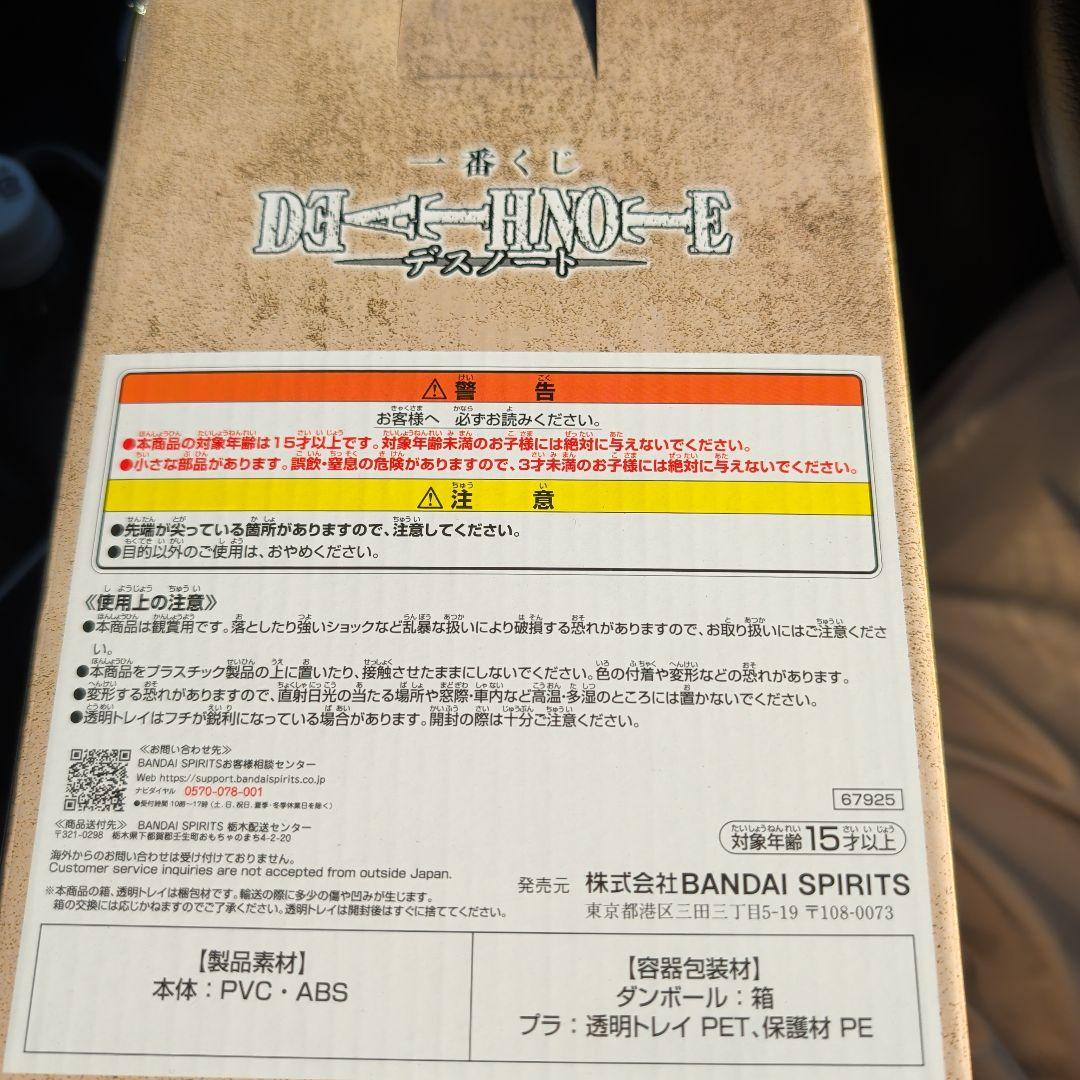 一番くじ
DEATH NOTE
デスノート
⚠警告
お客様へ 必ずお読みください。
●本商品の対象年齢は15才以上です。対象年齢未満のお子様には絶対に与えないでください。
●小さな部品があります。誤飲・窒息の危険がありますので、3才未満のお子様には絶対に与えないでください。
⚠注意
●先端が尖っている箇所がありますので、注意してください。
●目的以外のご使用は、おやめください。
《使用上の注意》
●本商品は観賞用です。落としたり強いショックなど乱暴な扱いにより破損する恐れがありますので、お取り扱いにはご注意くださ
い。
●本商品をプラスチック製品の上に置いたり、接触させたままにしないでください。色の付着や変形などの恐れがあります。
●変形する恐れがありますので、直射日光の当たる場所や窓際・車内など高温・多湿のところには置かないでください。
●透明トレイはフチが鋭利になっている場合があります。開封の際は十分ご注意ください。
≪お問い合わせ先≫
BANDAI SPIRITSお客様相談センター
Web https://support.bandaispirits.co.jp
ナビダイヤル 0570-078-001
●受付時間 10時〜17時(土、日、祝日、夏季・冬季休業日を除く)
67925
≪商品送付先≫ BANDAI SPIRITS 栃木配送センター
〒321-0298 栃木県下都賀郡壬生町おもちゃのまち4-2-20
対象年齢15才以上
海外からのお問い合わせは受け付けておりません。
Customer service inquiries are not accepted from outside Japan.
※本商品の箱、透明トレイは梱包材です。輸送の際に多少の傷や凹みが生じます。
箱の交換には応じかねますのでご了承ください。透明トレイは開封後はすぐに捨ててください。
発売元 株式会社BANDAI SPIRITS
東京都港区三田三丁目5-19 〒108-0073
【製品素材】
本体：PVC・ABS
【容器包装材】
ダンボール：箱
プラ：透明トレイ PET、保護材 PE